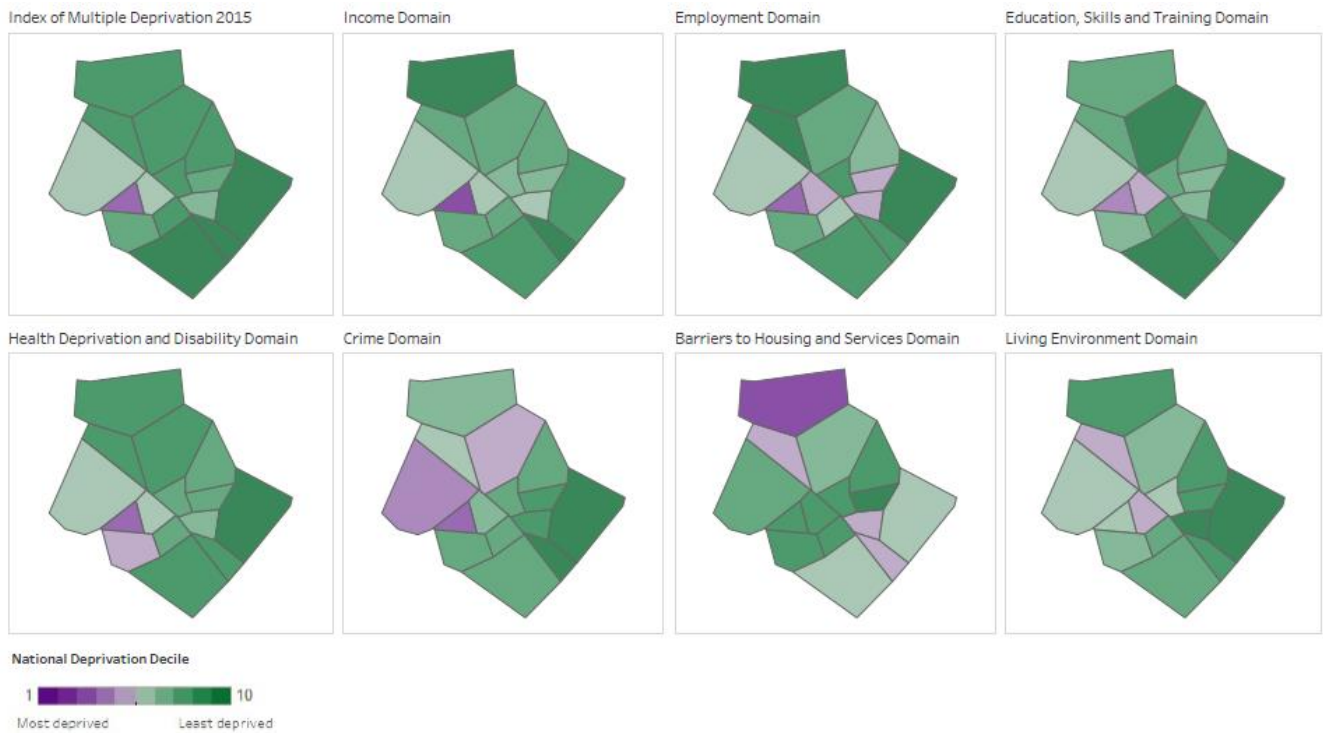 Index of Multiple Deprivation 2015
Income Domain
Employment Domain
Education, Skills and Training Domain
Health Deprivation and Disability Domain
Crime Domain
Barriers to Housing and Services Domain
Living Environment Domain
National Deprivation Decile
1 10
Most deprived Least deprived